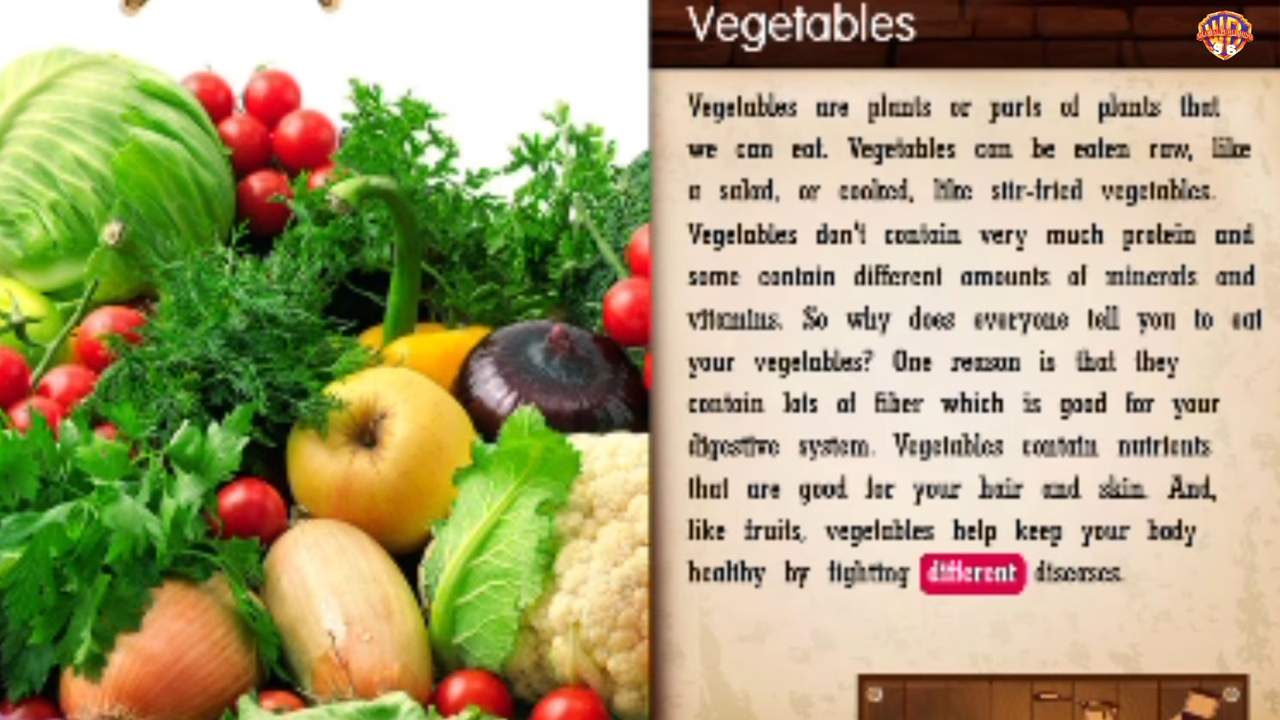 Vegetables
Vegetables are plants or parts of plants that
we can eat. Vegetables can be eaten raw, like
a salad, or cooked, like stir-fried vegetables.
Vegetables don't contain very much protein and
some contain different amounts of minerals and
vitamins. So why does everyone tell you to eat
your vegetables? One reason is that they
contain lots of fiber which is good for your
digestive system. Vegetables contain nutrients
that are good for your hair and skin. And,
like fruits, vegetables help keep your body
healthy by fighting different diseases.